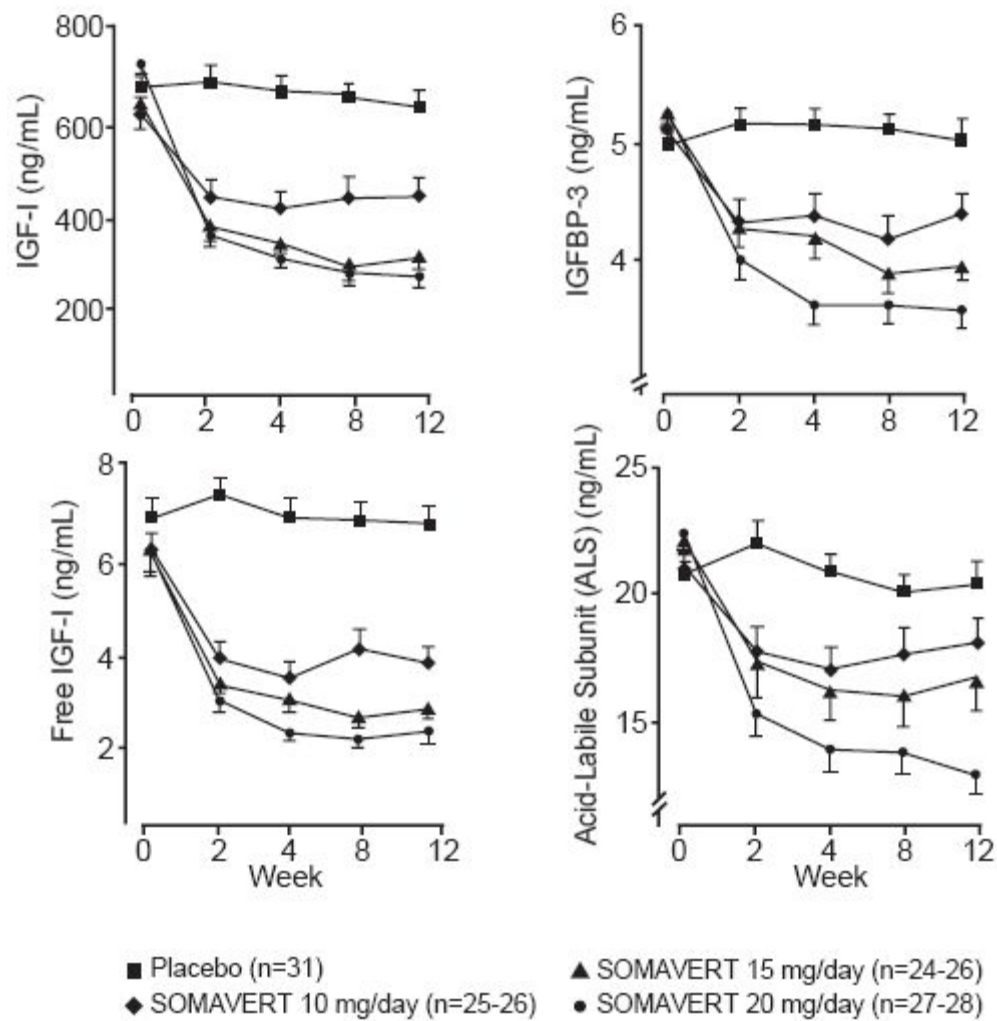 IGF-I (ng/mL)
800
600
400
200
0 2 4 8 12
IGFBP-3 (ng/mL)
6
5
4
0 2 4 8 12
Free IGF-I (ng/mL)
8
6
4
2
0 2 4 8 12
Week
Acid-Labile Subunit (ALS) (ng/mL)
25
20
15
0 2 4 8 12
Week
Placebo (n=31)
SOMAVERT 10 mg/day (n=25-26)
SOMAVERT 15 mg/day (n=24-26)
SOMAVERT 20 mg/day (n=27-28)